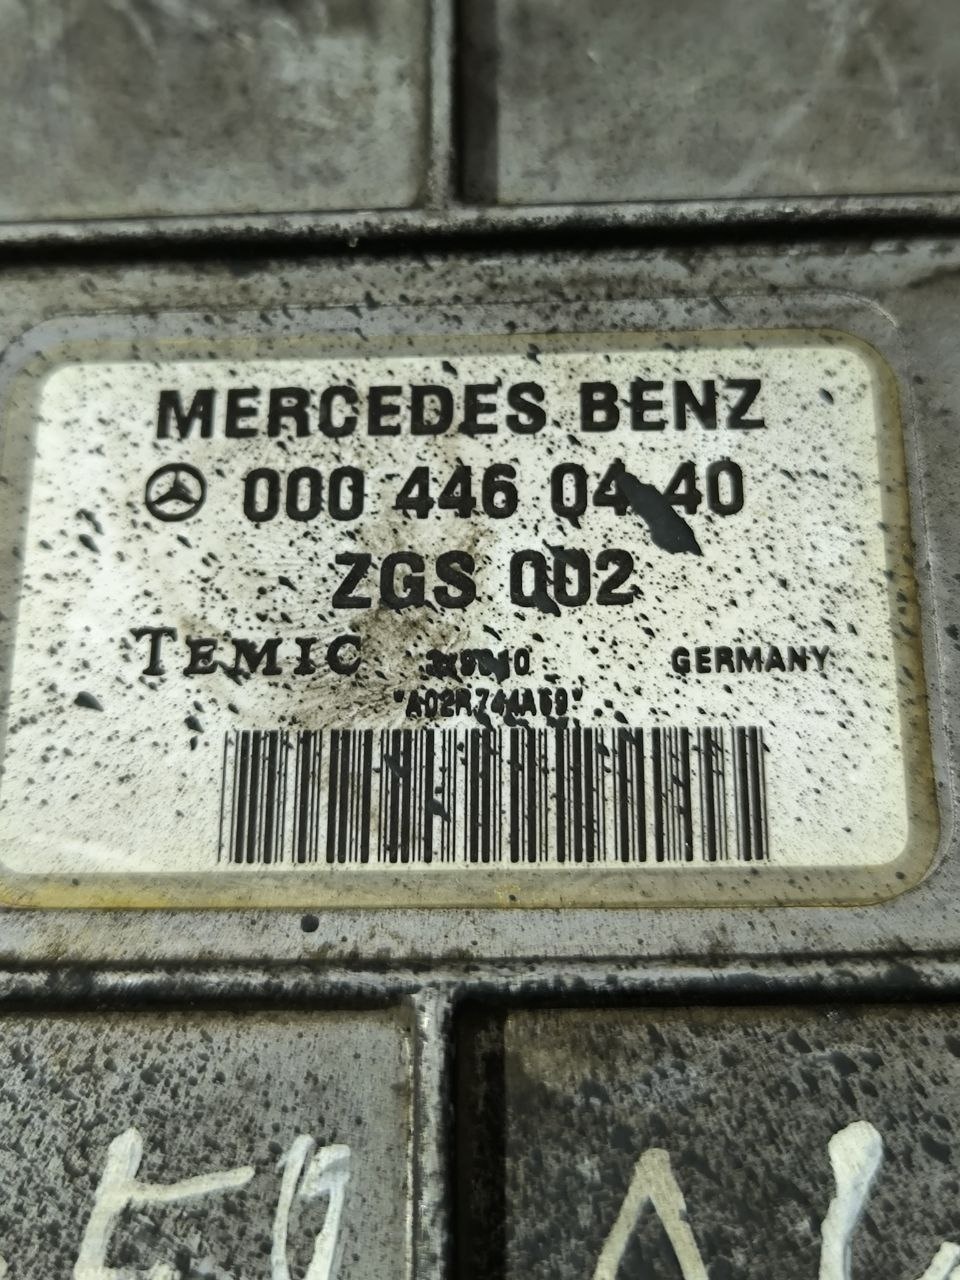 MERCEDES BENZ
000 446 04 40
ZGS 002
TEMIC
GERMANY